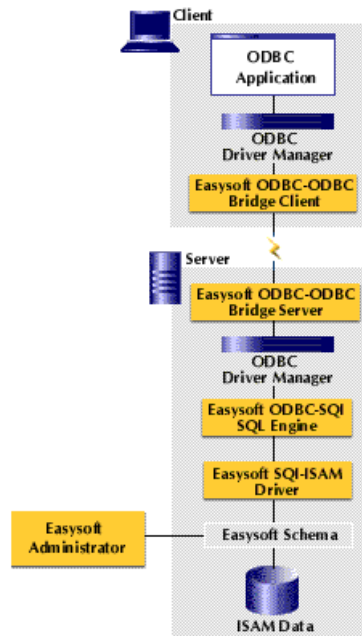 Client
ODBC
Application
ODBC
Driver Manager
Easysoft ODBC-ODBC
Bridge Client
Server
Easysoft ODBC-ODBC
Bridge Server
ODBC
Driver Manager
Easysoft ODBC-SQI
SQL Engine
Easysoft SQI-ISAM
Driver
Easysoft
Administrator
Easysoft Schema
ISAM Data